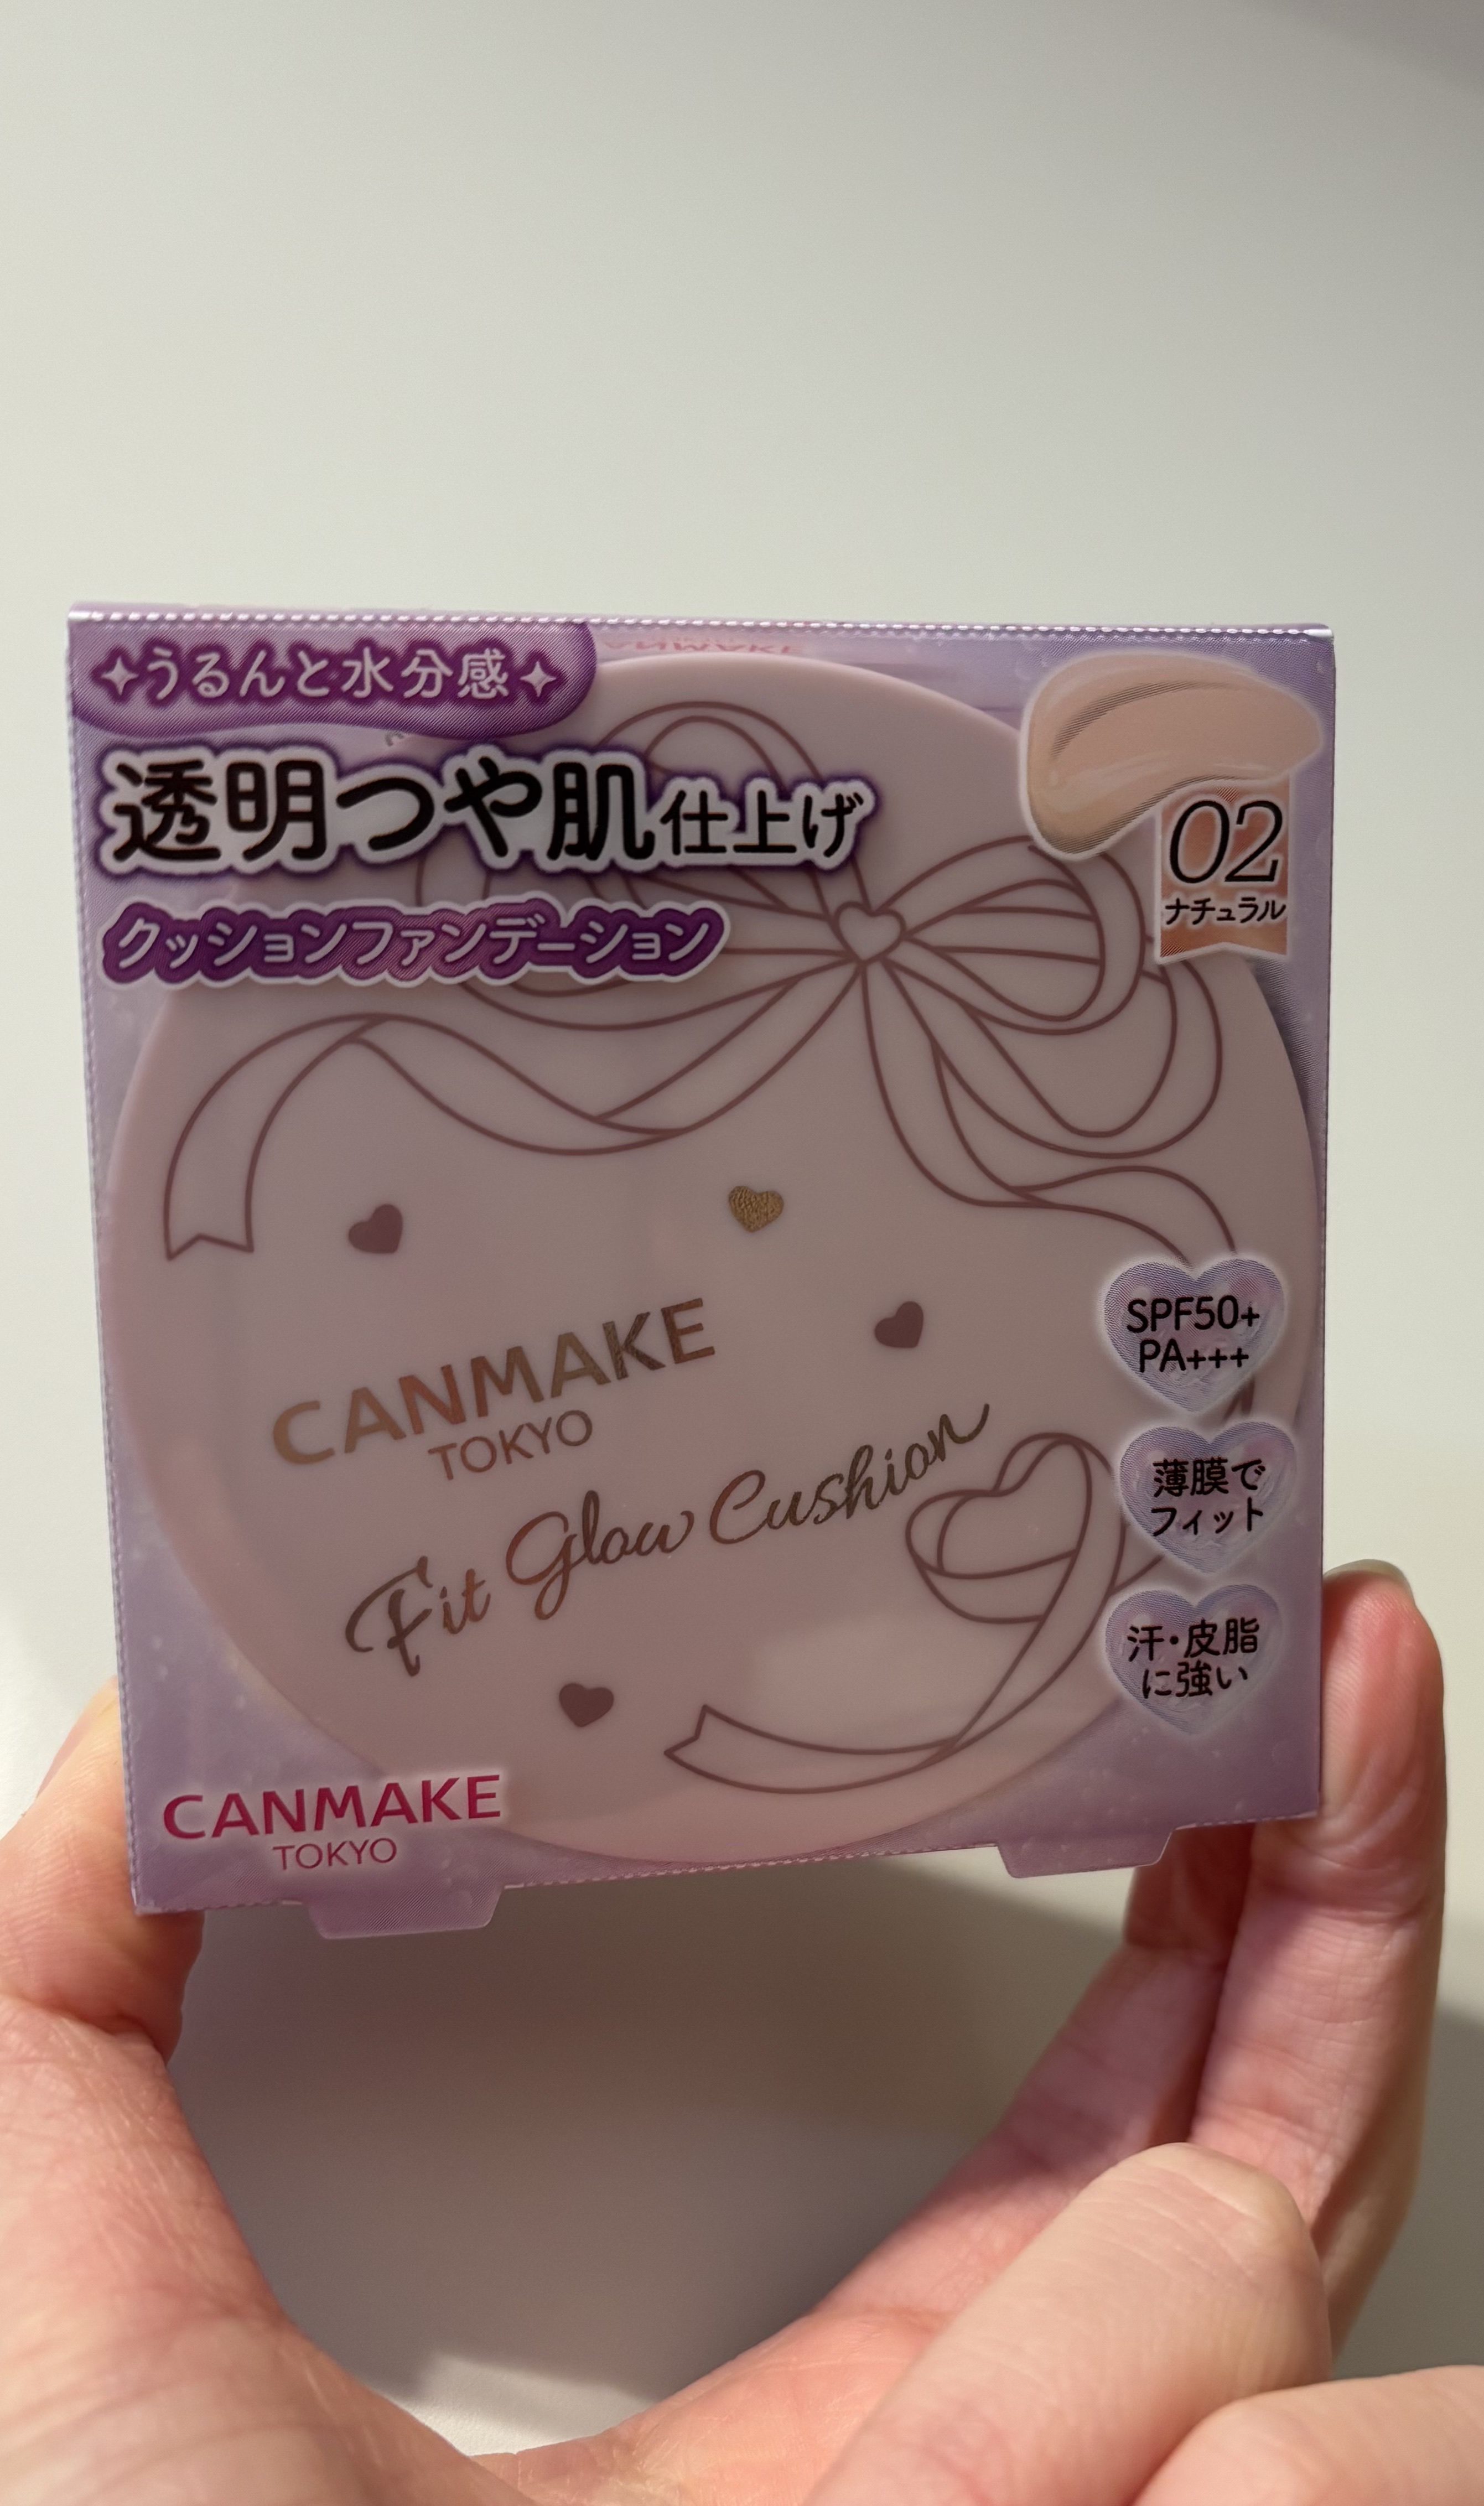 うるんと水分感
透明つや肌仕上げ
クッションファンデーション
02
ナチュラル
CANMAKE
TOKYO
Fit Glow Cushion
SPF50+
PA+++
薄膜で
フィット
汗・皮脂
に強い
CANMAKE
TOKYO